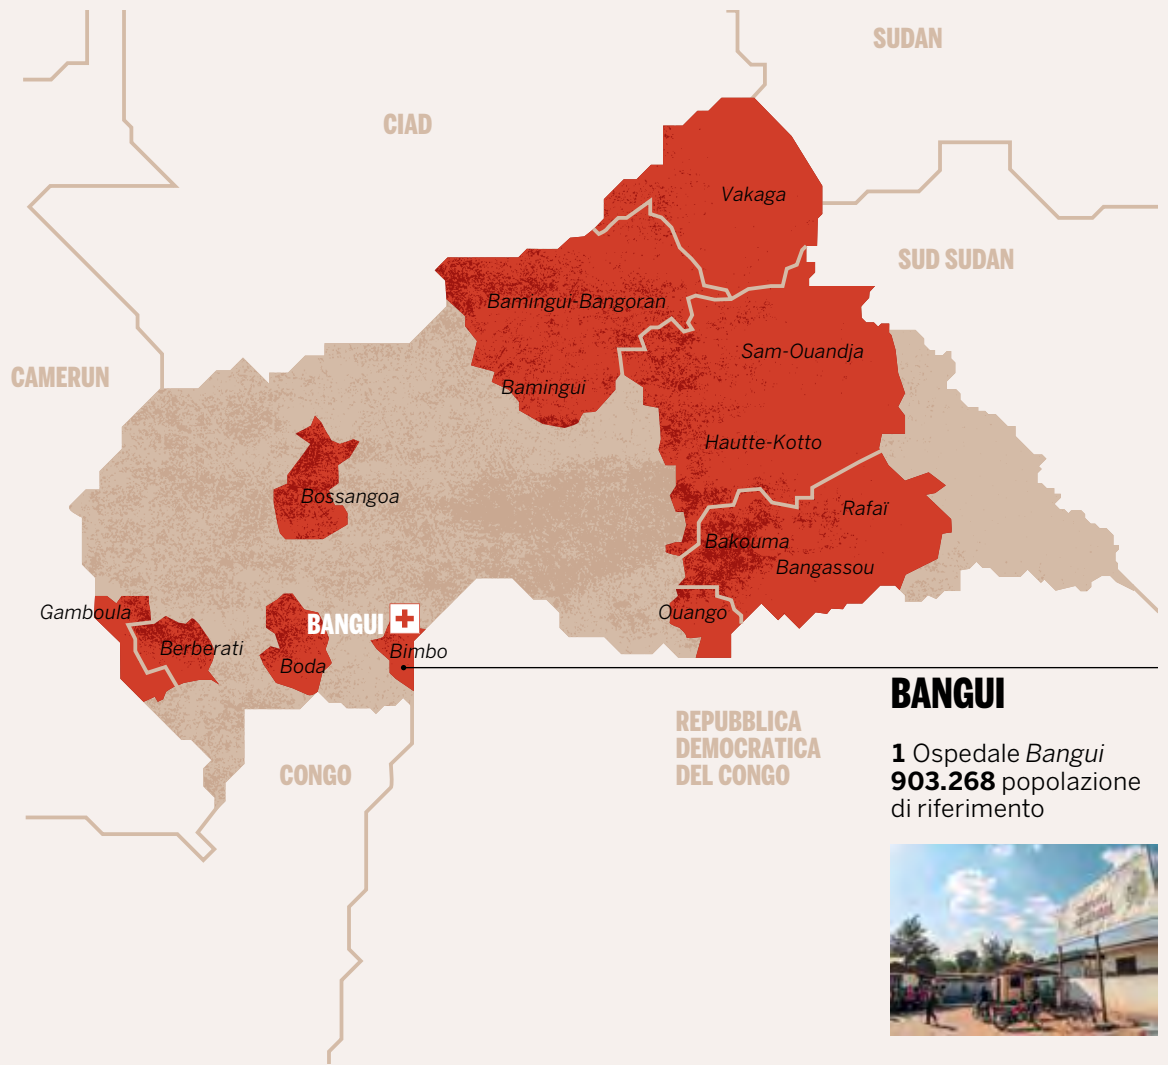 SUDAN
CIAD
Vakaga
SUD SUDAN
Bamingui-Bangoran
Sam-Ouandja
CAMERUN
Bamingui
Hautte-Kotto
Bossangoa
Rafaï
Bakouma
Bangassou
Gamboula
BANGUI
Ouango
Berberati
Bimbo
Boda
BANGUI
REPUBBLICA
DEMOCRATICA
DEL CONGO
CONGO
1 Ospedale Bangui
903.268 popolazione
di riferimento